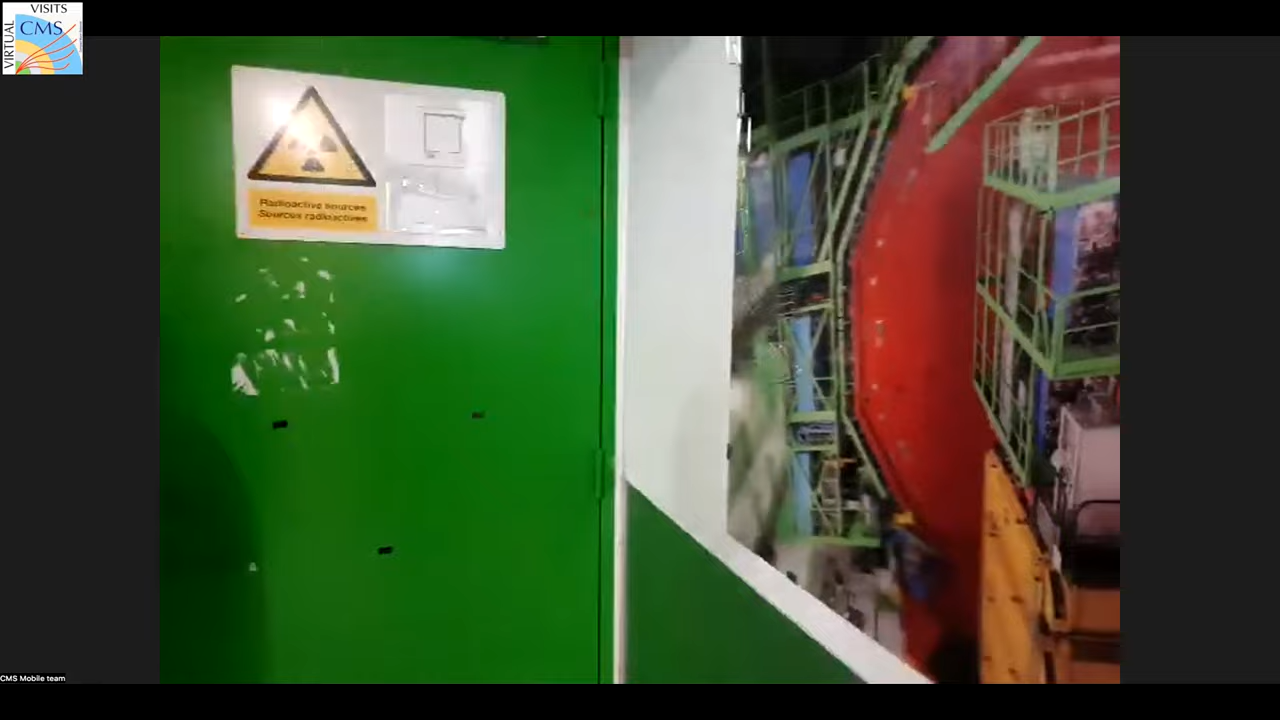 VISITS
VIRTUAL
CMS
Radioactive sources
Sources radioactives
CMS Mobile team